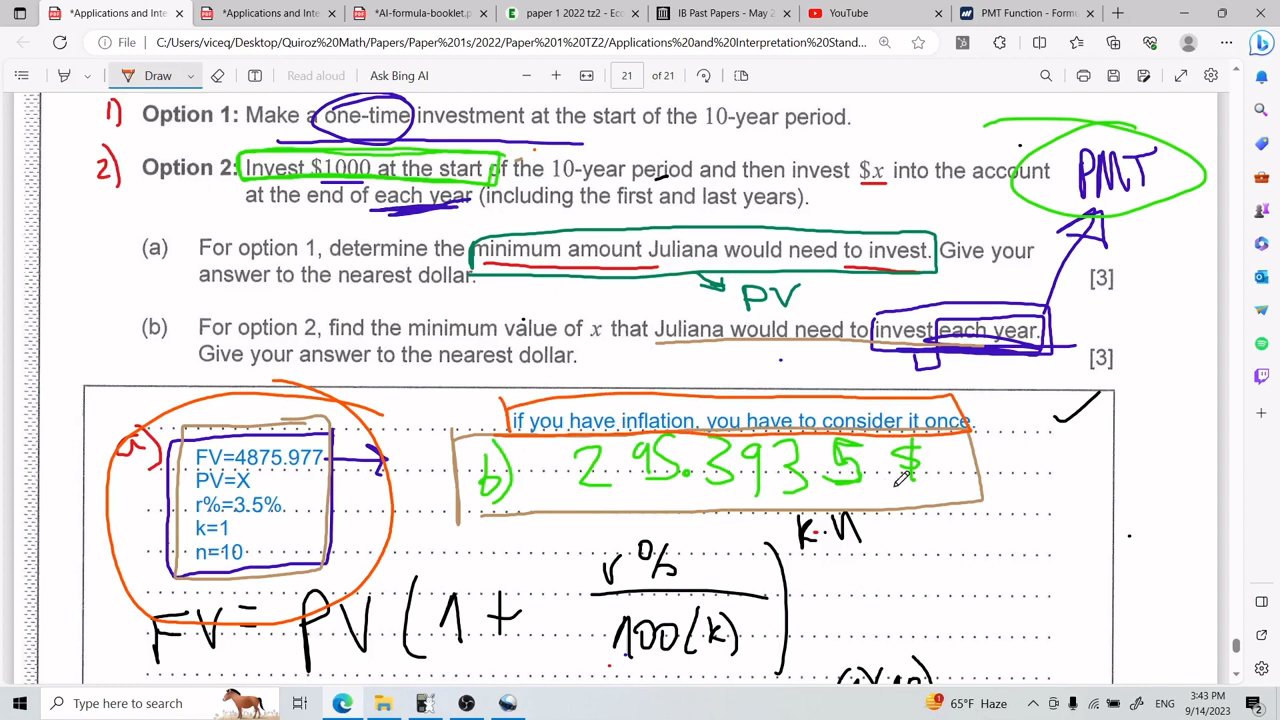 *Applications and Inte
*Applications and Inte
*AI-formula-booklet.p
paper 1 2022 tz2 - Eco
IB Past Papers - May 2
YouTube
PMT Function - Formu
File
C:/Users/viceq/Desktop/Quiroz%20Math/Papers/Paper%201s/2022/Paper%201%20TZ2/Applications%20and%20Interpretation%20Stand...
Draw
Read aloud
Ask Bing AI
21
of 21
1) Option 1: Make a one-time investment at the start of the 10-year period.
2) Option 2: Invest $1000 at the start of the 10-year period and then invest $x into the account
at the end of each year (including the first and last years).
PMT
(a) For option 1, determine the minimum amount Juliana would need to invest. Give your
answer to the nearest dollar. [3]
PV
(b) For option 2, find the minimum value of x that Juliana would need to invest each year.
Give your answer to the nearest dollar. [3]
if you have inflation, you have to consider it once.
a)
FV=4875.977
PV=X
r%=3.5%.
k=1
n=10
b) 295.3935 $
FV = PV (1 + r% / 100(k)) k·n
Type here to search
65°F Haze
ENG
3:43 PM
9/14/2023
2